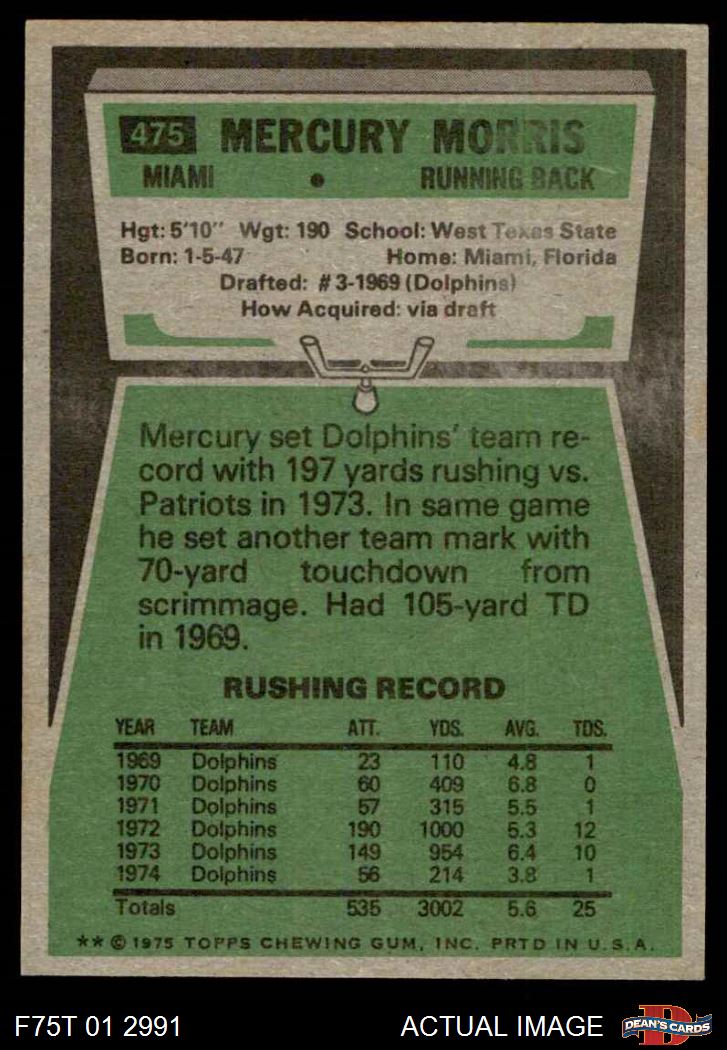 475 MERCURY MORRIS
MIAMI • RUNNING BACK
Hgt: 5'10" Wgt: 190 School: West Texas State
Born: 1-5-47 Home: Miami, Florida
Drafted: #3-1969 (Dolphins)
How Acquired: via draft
Mercury set Dolphins' team re-
cord with 197 yards rushing vs.
Patriots in 1973. In same game
he set another team mark with
70-yard touchdown from
scrimmage. Had 105-yard TD
in 1969.
RUSHING RECORD
YEAR TEAM ATT. YDS. AVG. TDS.
1969 Dolphins 23 110 4.8 1
1970 Dolphins 60 409 6.8 0
1971 Dolphins 57 315 5.5 1
1972 Dolphins 190 1000 5.3 12
1973 Dolphins 149 954 6.4 10
1974 Dolphins 56 214 3.8 1
Totals 535 3002 5.6 25
** © 1975 TOPPS CHEWING GUM, INC. PRTD IN U.S.A.
F75T 01 2991 ACTUAL IMAGE D DEAN'S CARDS